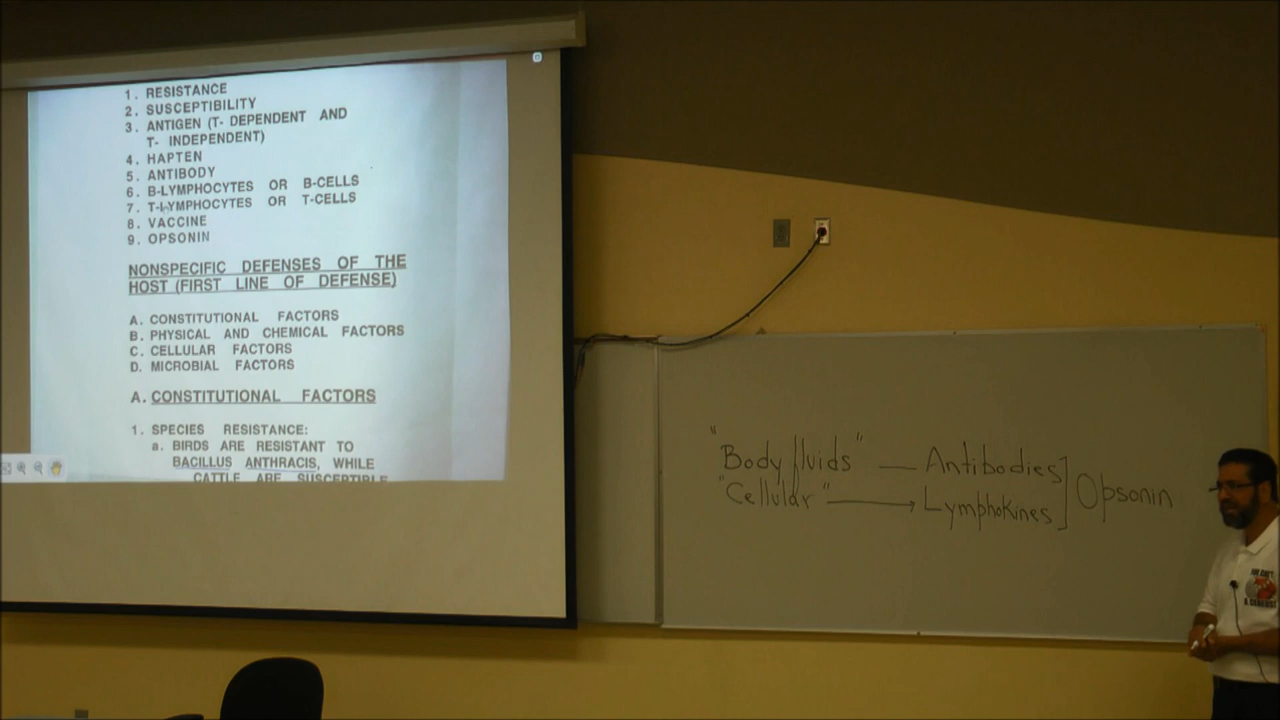 1. RESISTANCE
2. SUSCEPTIBILITY
3. ANTIGEN (T- DEPENDENT AND
T- INDEPENDENT)
4. HAPTEN
5. ANTIBODY
6. B-LYMPHOCYTES OR B-CELLS
7. T-LYMPHOCYTES OR T-CELLS
8. VACCINE
9. OPSONIN
NONSPECIFIC DEFENSES OF THE
HOST (FIRST LINE OF DEFENSE)
A. CONSTITUTIONAL FACTORS
B. PHYSICAL AND CHEMICAL FACTORS
C. CELLULAR FACTORS
D. MICROBIAL FACTORS
A. CONSTITUTIONAL FACTORS
1. SPECIES RESISTANCE:
a. BIRDS ARE RESISTANT TO
BACILLUS ANTHRACIS, WHILE
CATTLE ARE SUSCEPTIBLE
"Body fluids" — Antibodies
"Cellular" → Lymphokines
] Opsonin